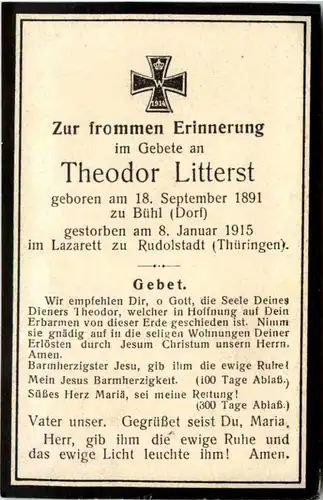 W
1914
Zur frommen Erinnerung
im Gebete an
Theodor Litterst
geboren am 18. September 1891
zu Bühl (Dorf)
gestorben am 8. Januar 1915
im Lazarett zu Rudolstadt (Thüringen).
Gebet.
Wir empfehlen Dir, o Gott, die Seele Deines
Dieners Theodor, welcher in Hoffnung auf Dein
Erbarmen von dieser Erde geschieden ist. Nimm
sie gnädig auf in die seligen Wohnungen Deiner
Erlösten durch Jesum Christum unsern Herrn.
Amen.
Barmherzigster Jesu, gib ihm die ewige Ruhe!
Mein Jesus Barmherzigkeit. (100 Tage Ablaß.)
Süßes Herz Mariä, sei meine Rettung!
(300 Tage Ablaß.)
Vater unser. Gegrüßet seist Du, Maria.
Herr, gib ihm die ewige Ruhe und
das ewige Licht leuchte ihm! Amen.